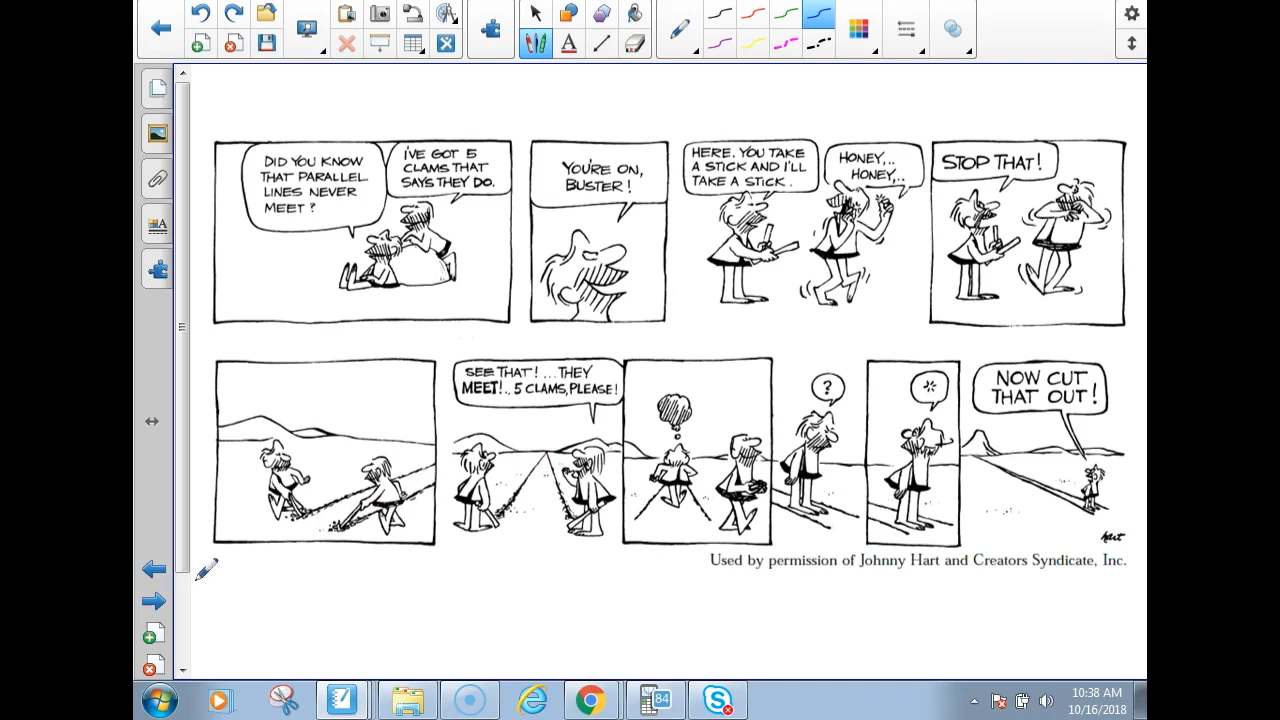 DID YOU KNOW
THAT PARALLEL
LINES NEVER
MEET?
I'VE GOT 5
CLAMS THAT
SAYS THEY DO.
YOU'RE ON,
BUSTER!
HERE. YOU TAKE
A STICK AND I'LL
TAKE A STICK.
HONEY,..
HONEY,..
STOP THAT!
SEE THAT! ...THEY
MEET!.. 5 CLAMS, PLEASE!
?
NOW CUT
THAT OUT!
hart
Used by permission of Johnny Hart and Creators Syndicate, Inc.
84
10:38 AM
10/16/2018